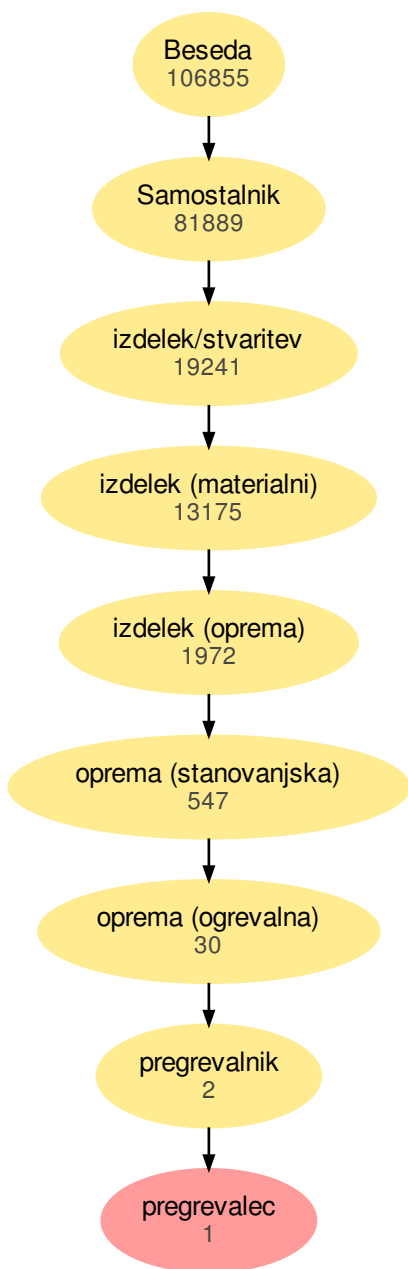 Beseda
106855
Samostalnik
81889
izdelek/stvaritev
19241
izdelek (materialni)
13175
izdelek (oprema)
1972
oprema (stanovanjska)
547
oprema (ogrevalna)
30
pregrevalnik
2
pregrevalec
1